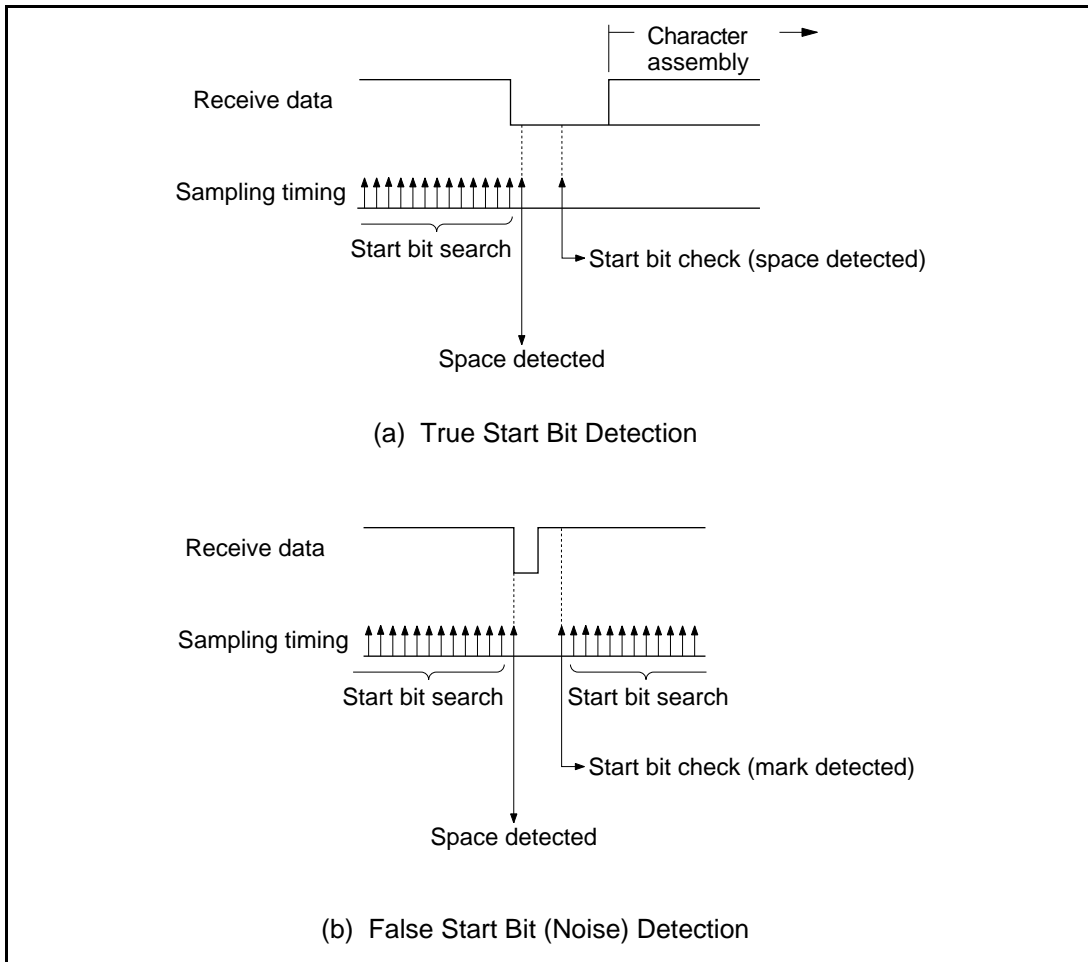 Character
assembly
Receive data
Sampling timing
Start bit search
Start bit check (space detected)
Space detected
(a) True Start Bit Detection
Receive data
Sampling timing
Start bit search
Start bit search
Start bit check (mark detected)
Space detected
(b) False Start Bit (Noise) Detection